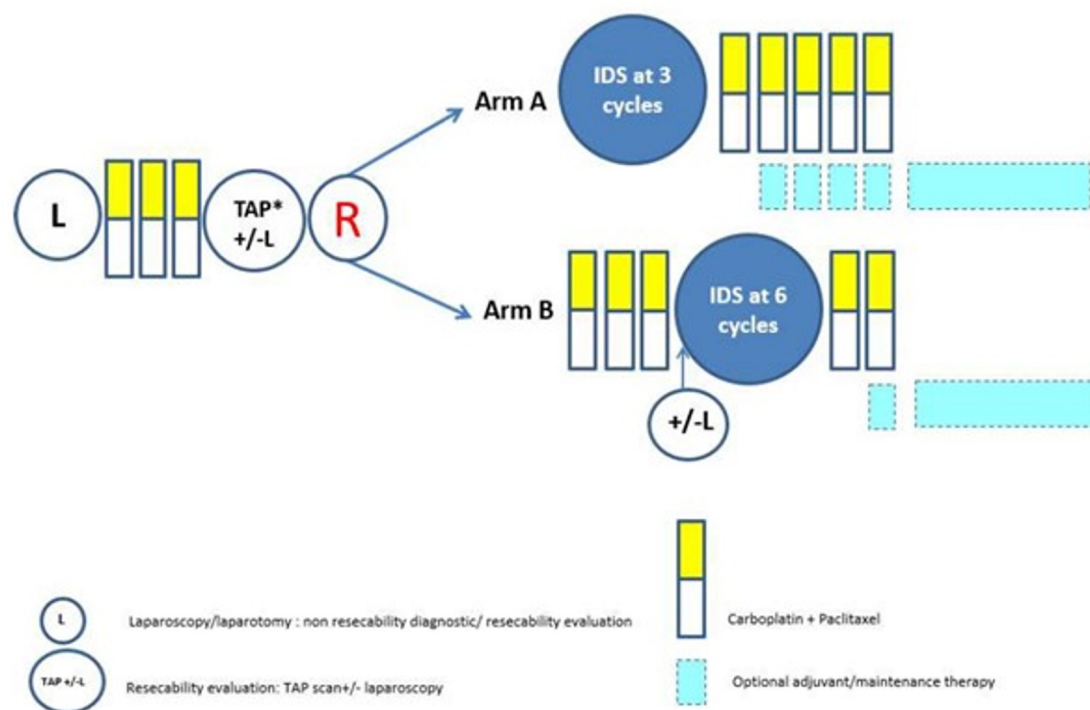 L
TAP*
+/-L
R
Arm A
IDS at 3
cycles
Arm B
IDS at 6
cycles
+/-L
L
Laparoscopy/laparotomy : non resecability diagnostic/ resecability evaluation
Carboplatin + Paclitaxel
TAP +/-L
Resecability evaluation: TAP scan+/- laparoscopy
Optional adjuvant/maintenance therapy